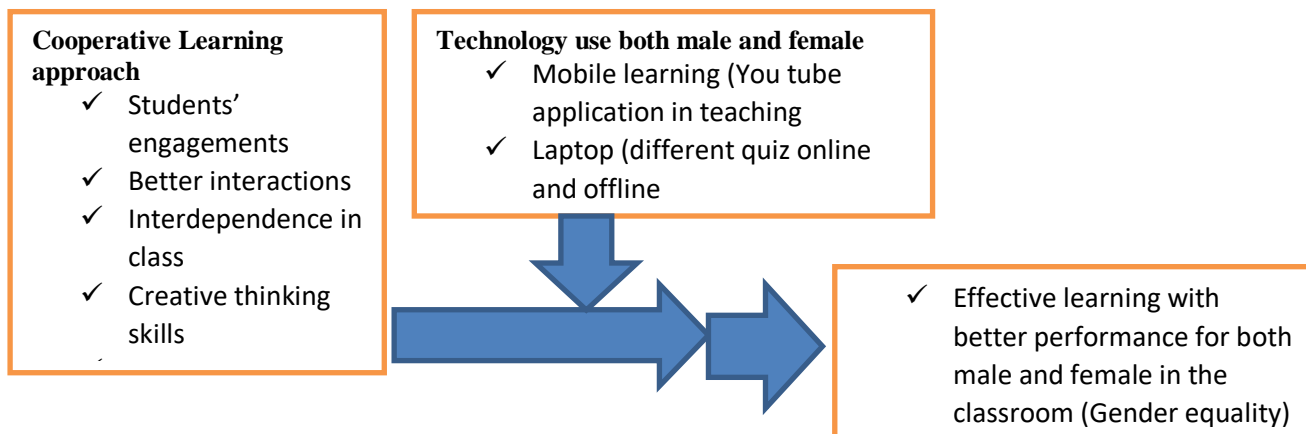 Cooperative Learning
approach
✓ Students’
engagements
✓ Better interactions
✓ Interdependence in
class
✓ Creative thinking
skills
Technology use both male and female
✓ Mobile learning (You tube
application in teaching
✓ Laptop (different quiz online
and offline
✓ Effective learning with
better performance for both
male and female in the
classroom (Gender equality)